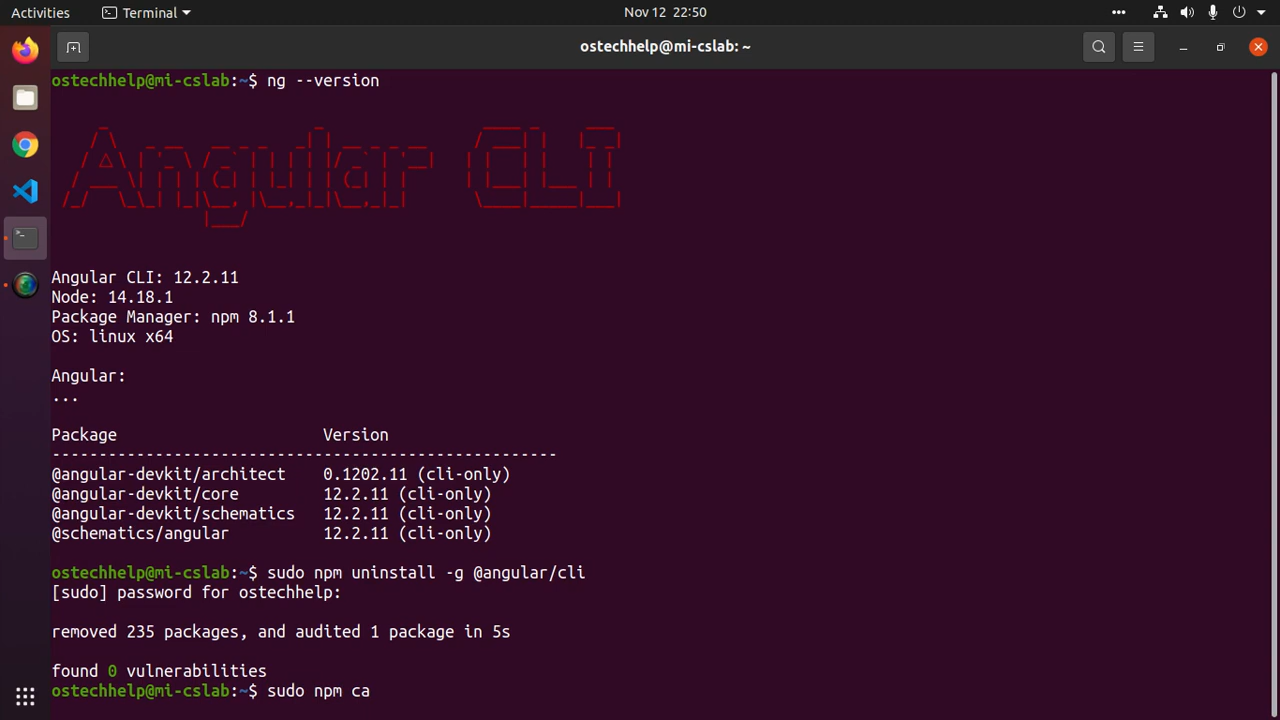 Activities Terminal Nov 12 22:50
ostechhelp@mi-cslab: ~
ostechhelp@mi-cslab:~$ ng --version
Angular CLI
Angular CLI: 12.2.11
Node: 14.18.1
Package Manager: npm 8.1.1
OS: linux x64
Angular:
...
Package Version
------------------------------------------------------
@angular-devkit/architect 0.1202.11 (cli-only)
@angular-devkit/core 12.2.11 (cli-only)
@angular-devkit/schematics 12.2.11 (cli-only)
@schematics/angular 12.2.11 (cli-only)
ostechhelp@mi-cslab:~$ sudo npm uninstall -g @angular/cli
[sudo] password for ostechhelp:
removed 235 packages, and audited 1 package in 5s
found 0 vulnerabilities
ostechhelp@mi-cslab:~$ sudo npm ca